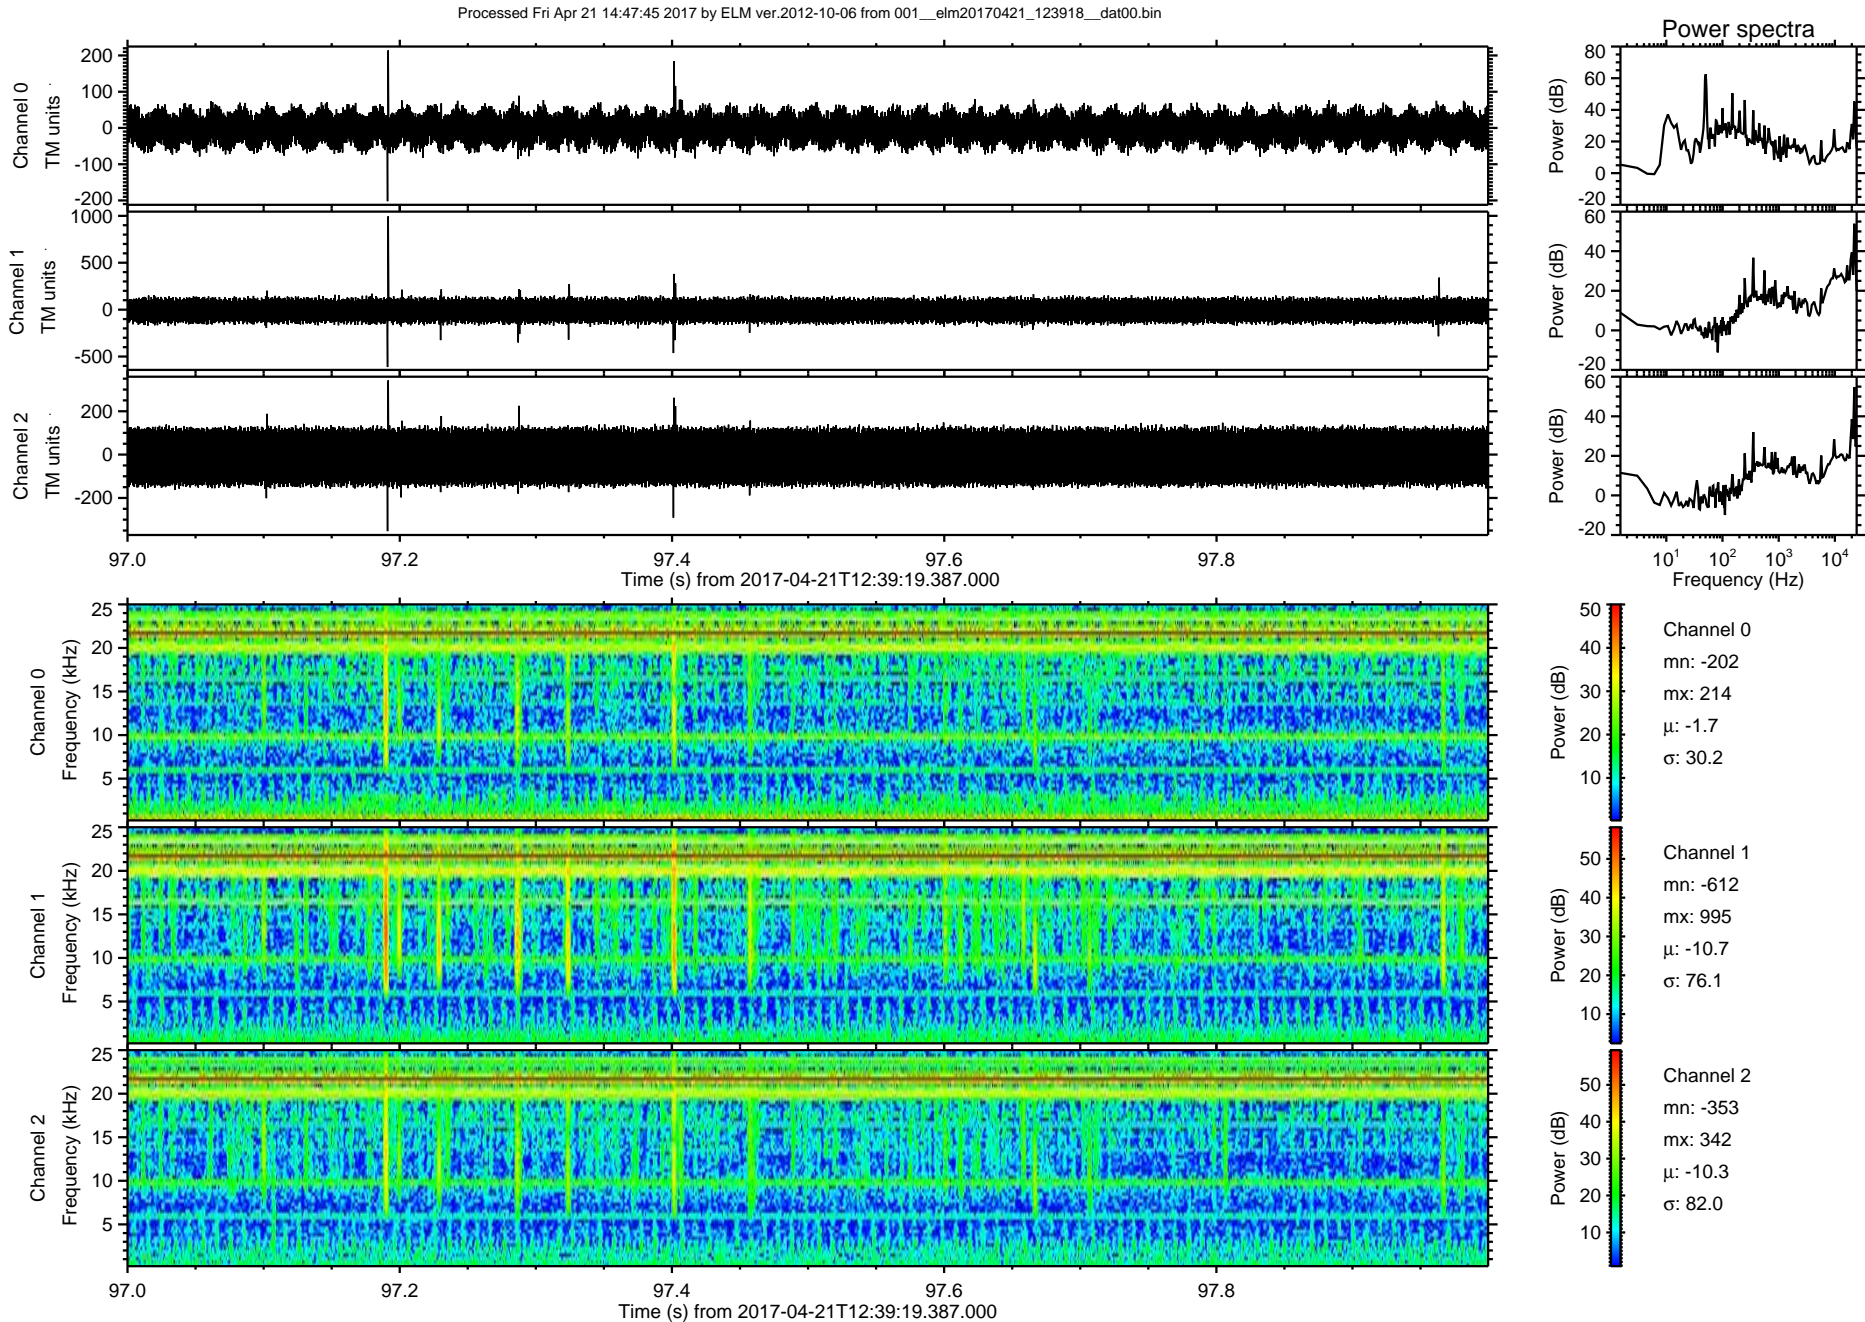 Processed Fri Apr 21 14:47:45 2017 by ELM ver.2012-10-06 from 001__elm20170421_123918__dat00.bin
Power spectra
Channel 0
TM units
200
100
0
-100
-200
Power (dB)
80
60
40
20
0
-20
Channel 1
TM units
1000
500
0
-500
Power (dB)
60
40
20
0
-20
Channel 2
TM units
200
0
-200
Power (dB)
60
40
20
0
-20
97.0 97.2 97.4 97.6 97.8
Time (s) from 2017-04-21T12:39:19.387.000
10^1 10^2 10^3 10^4
Frequency (Hz)
Channel 0
Frequency (kHz)
25
20
15
10
5
Power (dB)
50
40
30
20
10
Channel 0
mn: -202
mx: 214
μ: -1.7
σ: 30.2
Channel 1
Frequency (kHz)
25
20
15
10
5
Power (dB)
50
40
30
20
10
Channel 1
mn: -612
mx: 995
μ: -10.7
σ: 76.1
Channel 2
Frequency (kHz)
25
20
15
10
5
Power (dB)
50
40
30
20
10
Channel 2
mn: -353
mx: 342
μ: -10.3
σ: 82.0
97.0 97.2 97.4 97.6 97.8
Time (s) from 2017-04-21T12:39:19.387.000